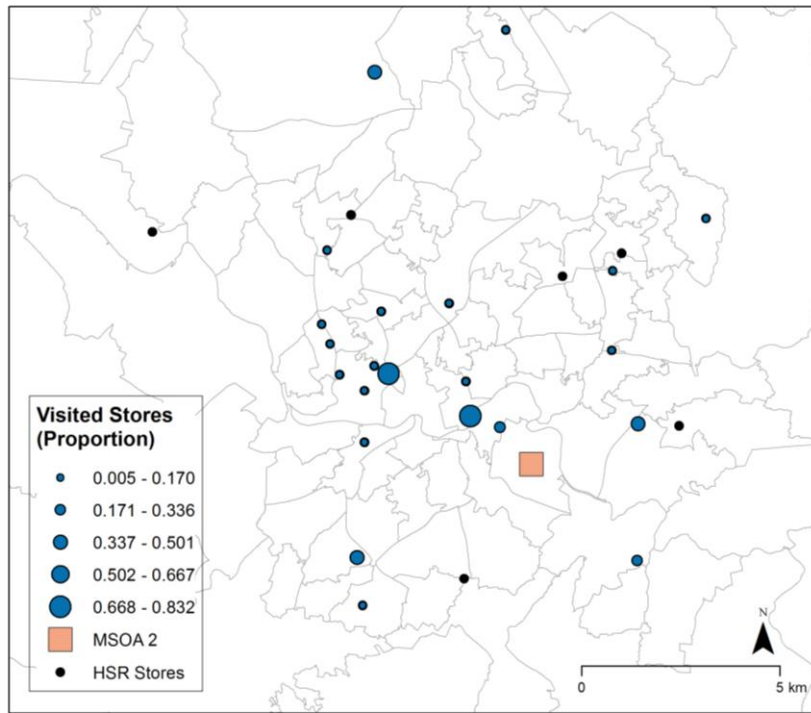 Visited Stores
(Proportion)
0.005 - 0.170
0.171 - 0.336
0.337 - 0.501
0.502 - 0.667
0.668 - 0.832
MSOA 2
HSR Stores
N
0 5 km